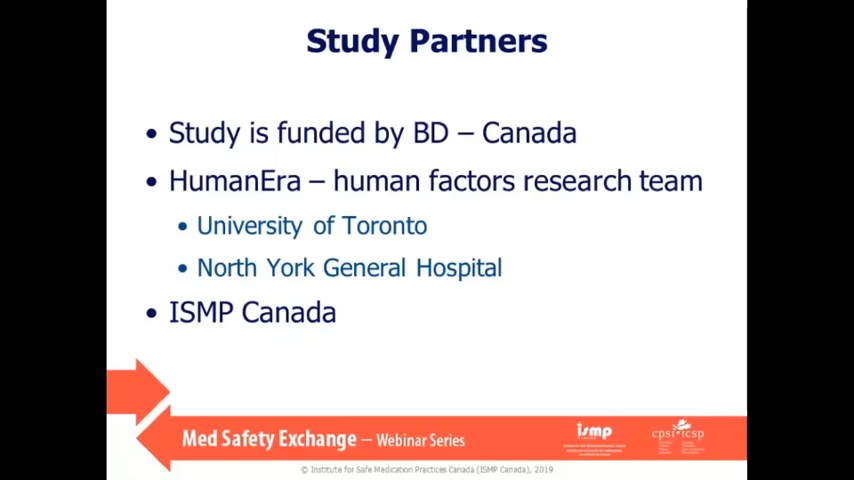 Study Partners
• Study is funded by BD – Canada
• HumanEra – human factors research team
• University of Toronto
• North York General Hospital
• ISMP Canada
Med Safety Exchange – Webinar Series
ismp
CANADA
cpsi icsp
© Institute for Safe Medication Practices Canada (ISMP Canada), 2019